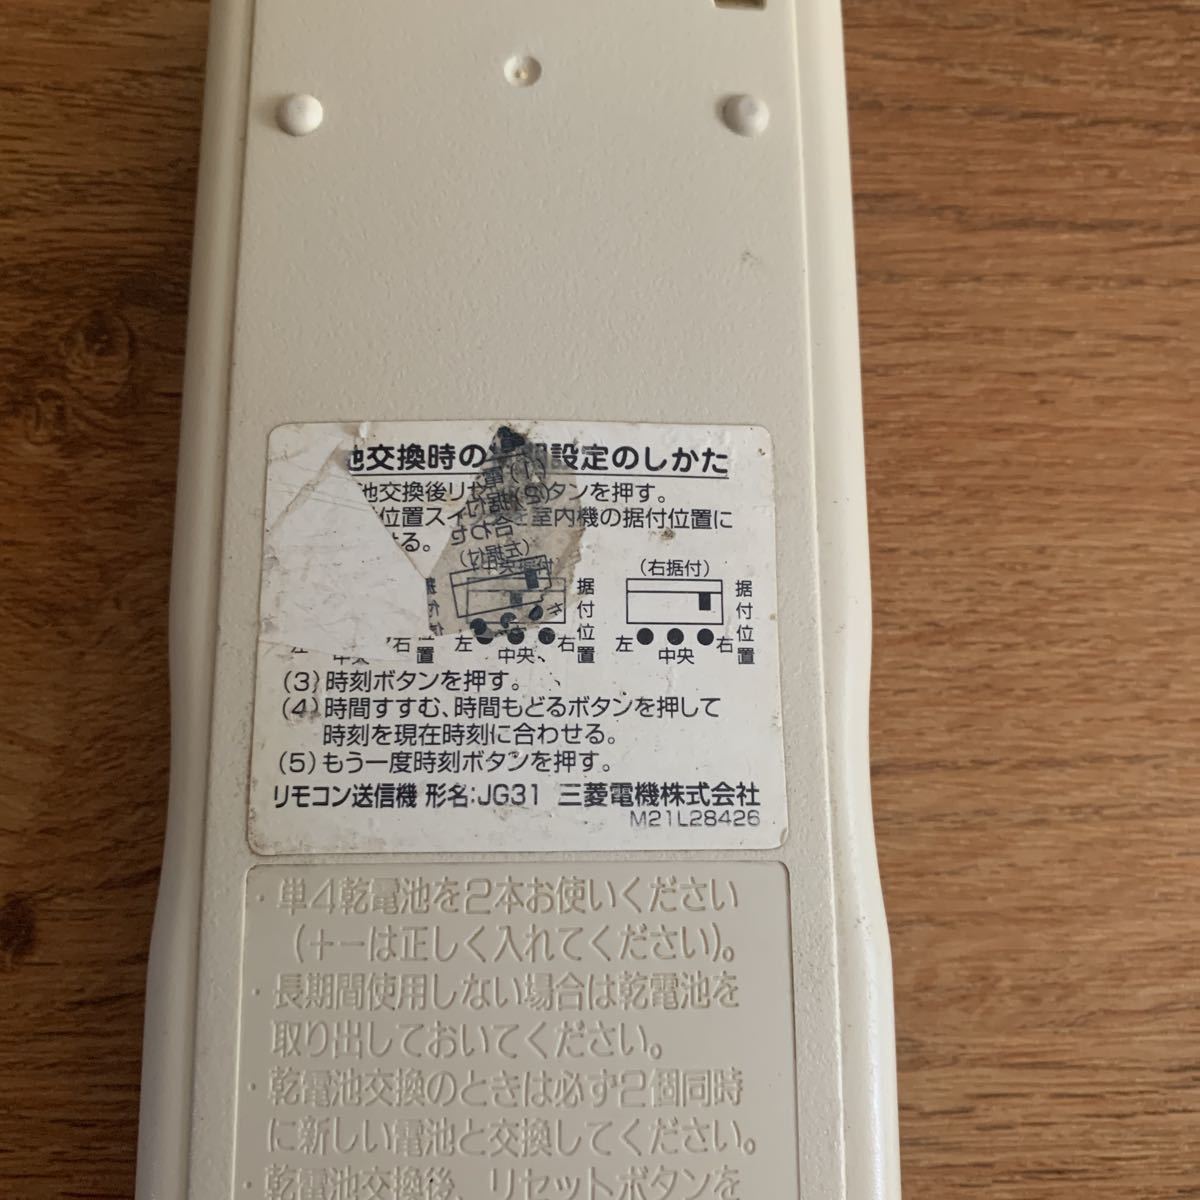 池交換時の 設定のしかた
池交換後リセ タンを押す。
位置スイ 室内機の据付位置に
せる。
(右据付)
据付位置
据付位置
左 中央 右
左 中央 右
左 中央 右
(3)時刻ボタンを押す。
(4)時間すすむ、時間もどるボタンを押して
時刻を現在時刻に合わせる。
(5)もう一度時刻ボタンを押す。
リモコン送信機 形名:JG31 三菱電機株式会社
M21L28426
・単4乾電池を2本お使いください
(+−は正しく入れてください)。
・長期間使用しない場合は乾電池を
取り出しておいてください。
・乾電池交換のときは必ず2個同時
に新しい電池と交換してください。
・乾電池交換後、リセットボタンを